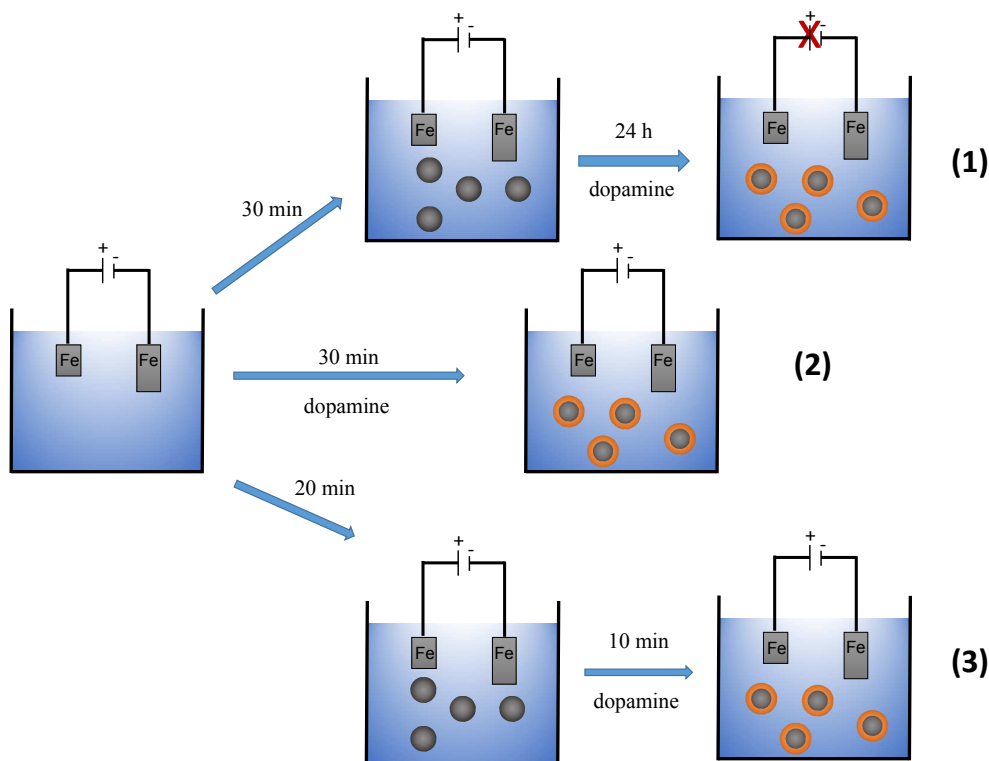 +
-
Fe
Fe
24 h
dopamine
+
-
Fe
Fe
(1)
30 min
+
-
Fe
Fe
30 min
dopamine
+
-
Fe
Fe
(2)
20 min
+
-
Fe
Fe
10 min
dopamine
+
-
Fe
Fe
(3)